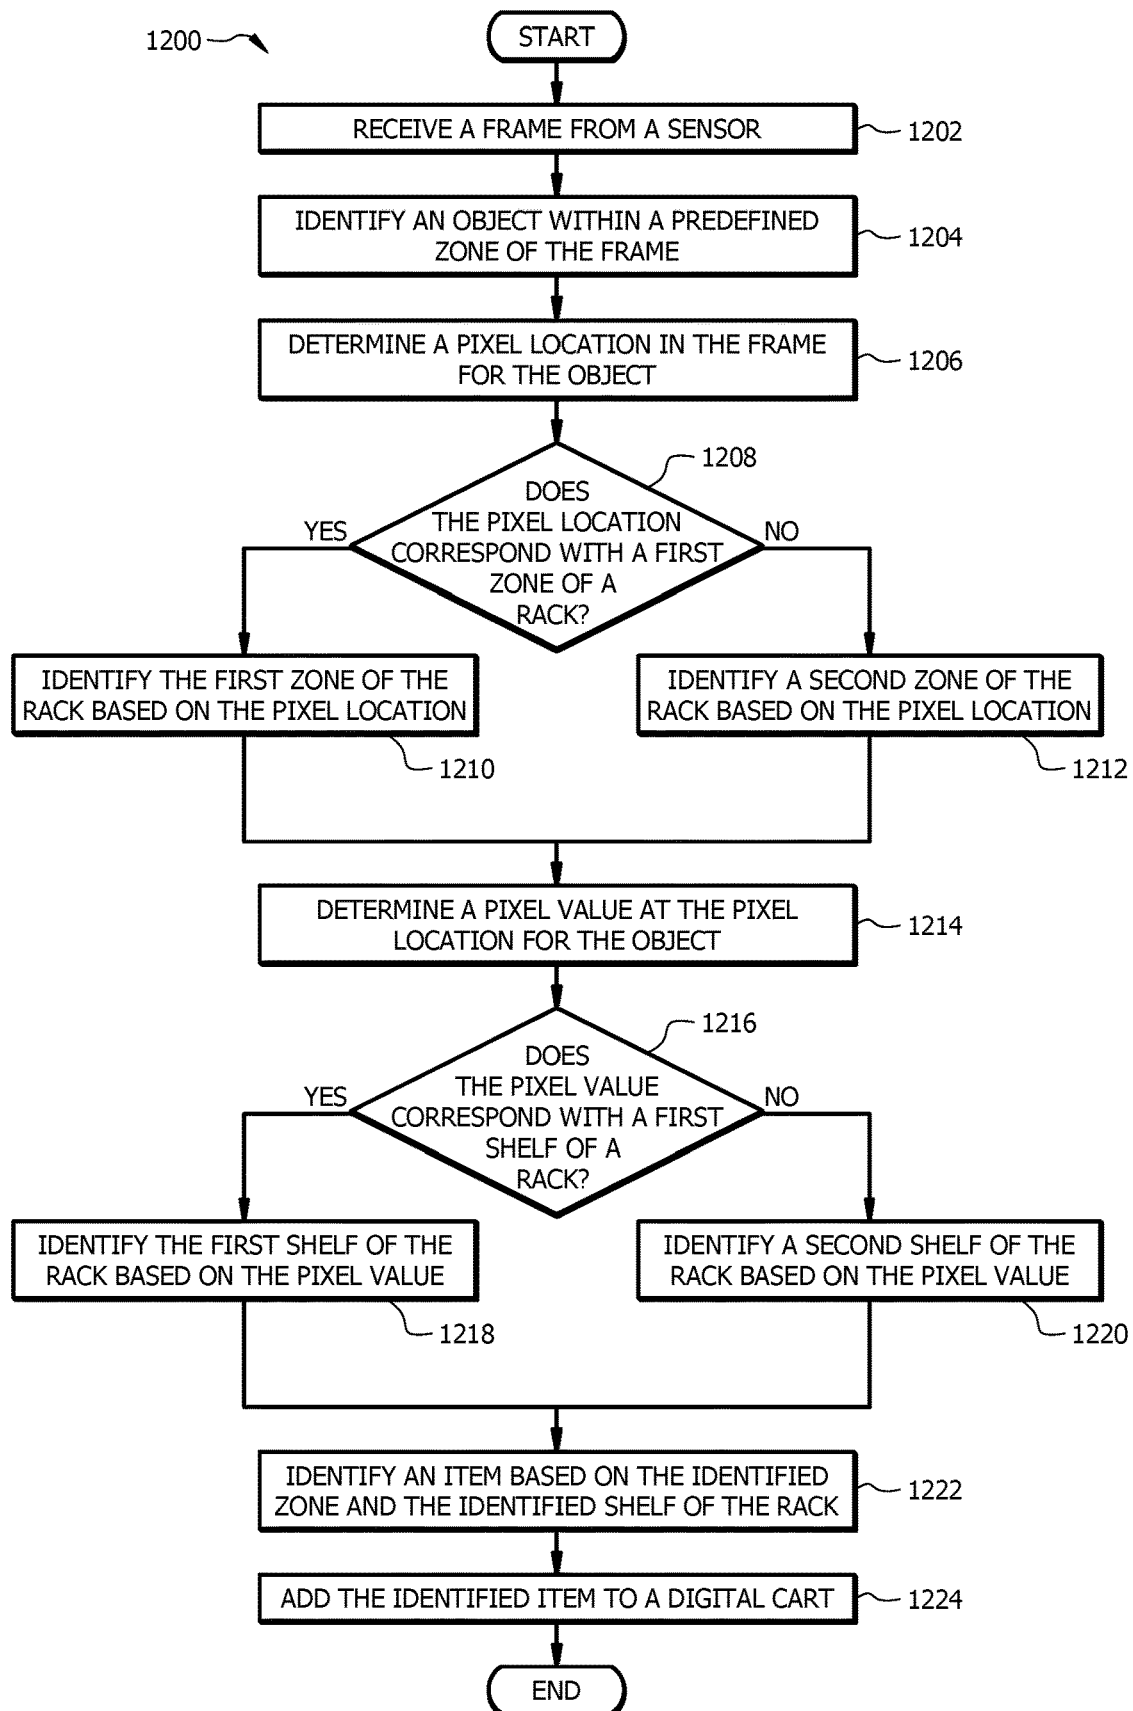 1200
START
RECEIVE A FRAME FROM A SENSOR
1202
IDENTIFY AN OBJECT WITHIN A PREDEFINED
ZONE OF THE FRAME
1204
DETERMINE A PIXEL LOCATION IN THE FRAME
FOR THE OBJECT
1206
1208
DOES
THE PIXEL LOCATION
CORRESPOND WITH A FIRST
ZONE OF A
RACK?
YES
NO
IDENTIFY THE FIRST ZONE OF THE
RACK BASED ON THE PIXEL LOCATION
1210
IDENTIFY A SECOND ZONE OF THE
RACK BASED ON THE PIXEL LOCATION
1212
DETERMINE A PIXEL VALUE AT THE PIXEL
LOCATION FOR THE OBJECT
1214
1216
DOES
THE PIXEL VALUE
CORRESPOND WITH A FIRST
SHELF OF A
RACK?
YES
NO
IDENTIFY THE FIRST SHELF OF THE
RACK BASED ON THE PIXEL VALUE
1218
IDENTIFY A SECOND SHELF OF THE
RACK BASED ON THE PIXEL VALUE
1220
IDENTIFY AN ITEM BASED ON THE IDENTIFIED
ZONE AND THE IDENTIFIED SHELF OF THE RACK
1222
ADD THE IDENTIFIED ITEM TO A DIGITAL CART
1224
END